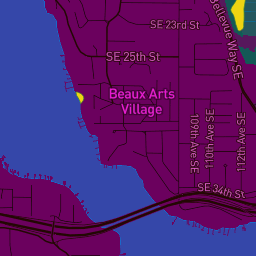 SE 23rd St
Bellevue Way SE
SE 25th St
Beaux Arts
Village
109th Ave SE
110th Ave SE
112th Ave SE
SE 34th St